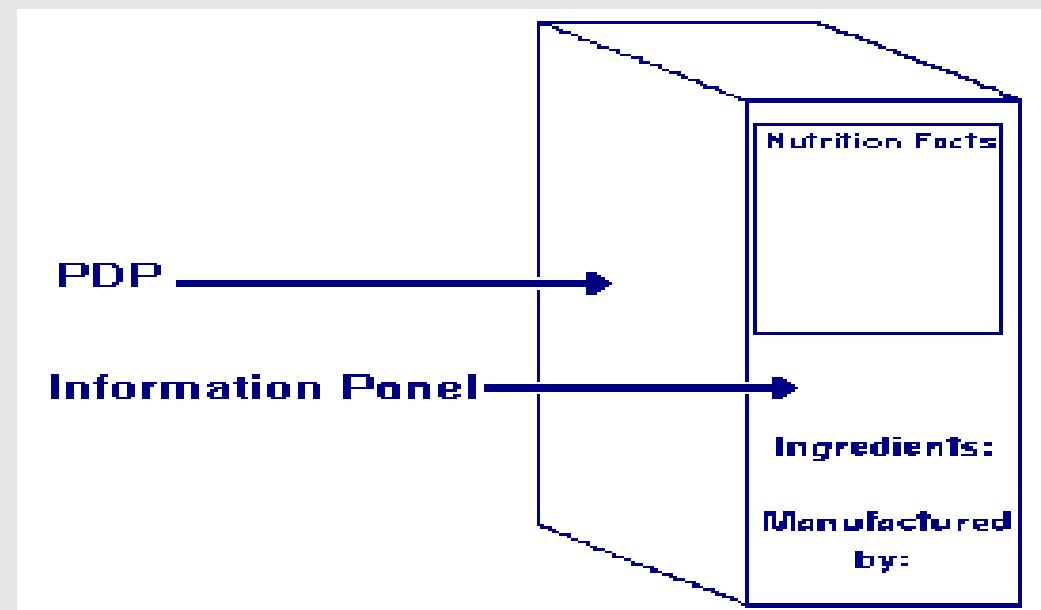 Nutrition Facts
PDP
Information Panel
Ingredients:
Manufactured
by: